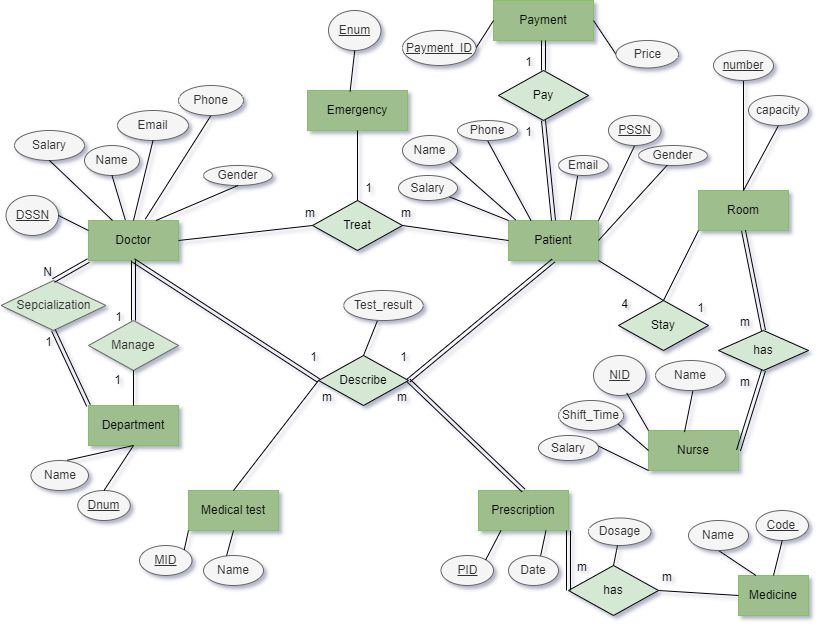 Payment
Enum
Payment_ID
Price
1
number
Pay
Phone
Emergency
capacity
Email
1
Phone
PSSN
Salary
Name
Name
Email
Gender
Gender
Salary
1
DSSN
m
m
Room
Treat
Doctor
Patient
N
Sepcialization
Test_result
4
1
1
m
Stay
1
Manage
has
1
1
1
Describe
m
NID
Name
m
m
Shift_Time
Department
Salary
Nurse
Name
Dnum
Medical test
Prescription
Dosage
Name
Code
MID
Name
PID
Date
m
m
has
Medicine